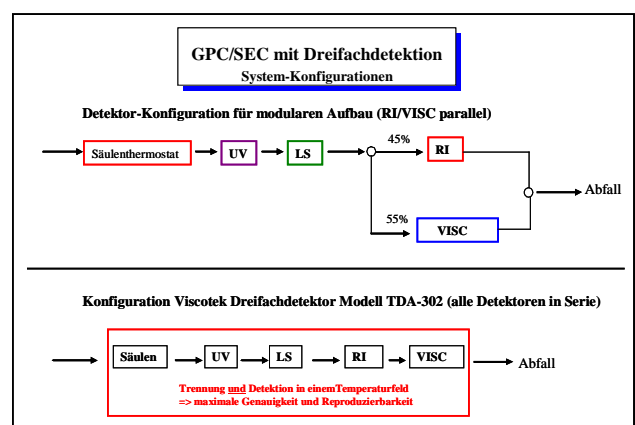 GPC/SEC mit Dreifachdetektion
System-Konfigurationen
Detektor-Konfiguration für modularen Aufbau (RI/VISC parallel)
Säulenthermostat
UV
LS
45%
RI
Abfall
55%
VISC
Konfiguration Viscotek Dreifachdetektor Modell TDA-302 (alle Detektoren in Serie)
Säulen
UV
LS
RI
VISC
Abfall
Trennung und Detektion in einemTemperaturfeld
=> maximale Genauigkeit und Reproduzierbarkeit